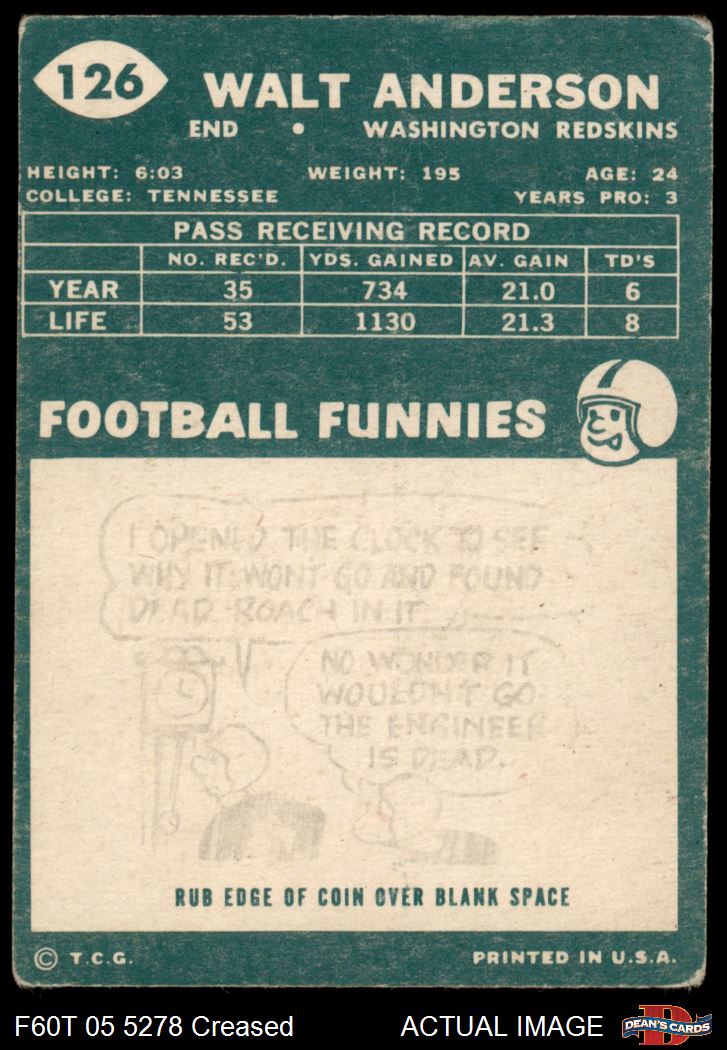 126
WALT ANDERSON
END • WASHINGTON REDSKINS
HEIGHT: 6:03 WEIGHT: 195 AGE: 24
COLLEGE: TENNESSEE YEARS PRO: 3
PASS RECEIVING RECORD
NO. REC'D. YDS. GAINED AV. GAIN TD'S
YEAR 35 734 21.0 6
LIFE 53 1130 21.3 8
FOOTBALL FUNNIES
I OPENED THE CLOCK TO SEE
WHY IT WONT GO AND FOUND
DEAD ROACH IN IT
NO WONDER IT
WOULDN'T GO
THE ENGINEER
IS DEAD.
RUB EDGE OF COIN OVER BLANK SPACE
© T.C.G. PRINTED IN U.S.A.
F60T 05 5278 Creased ACTUAL IMAGE
D
DEAN'S CARDS